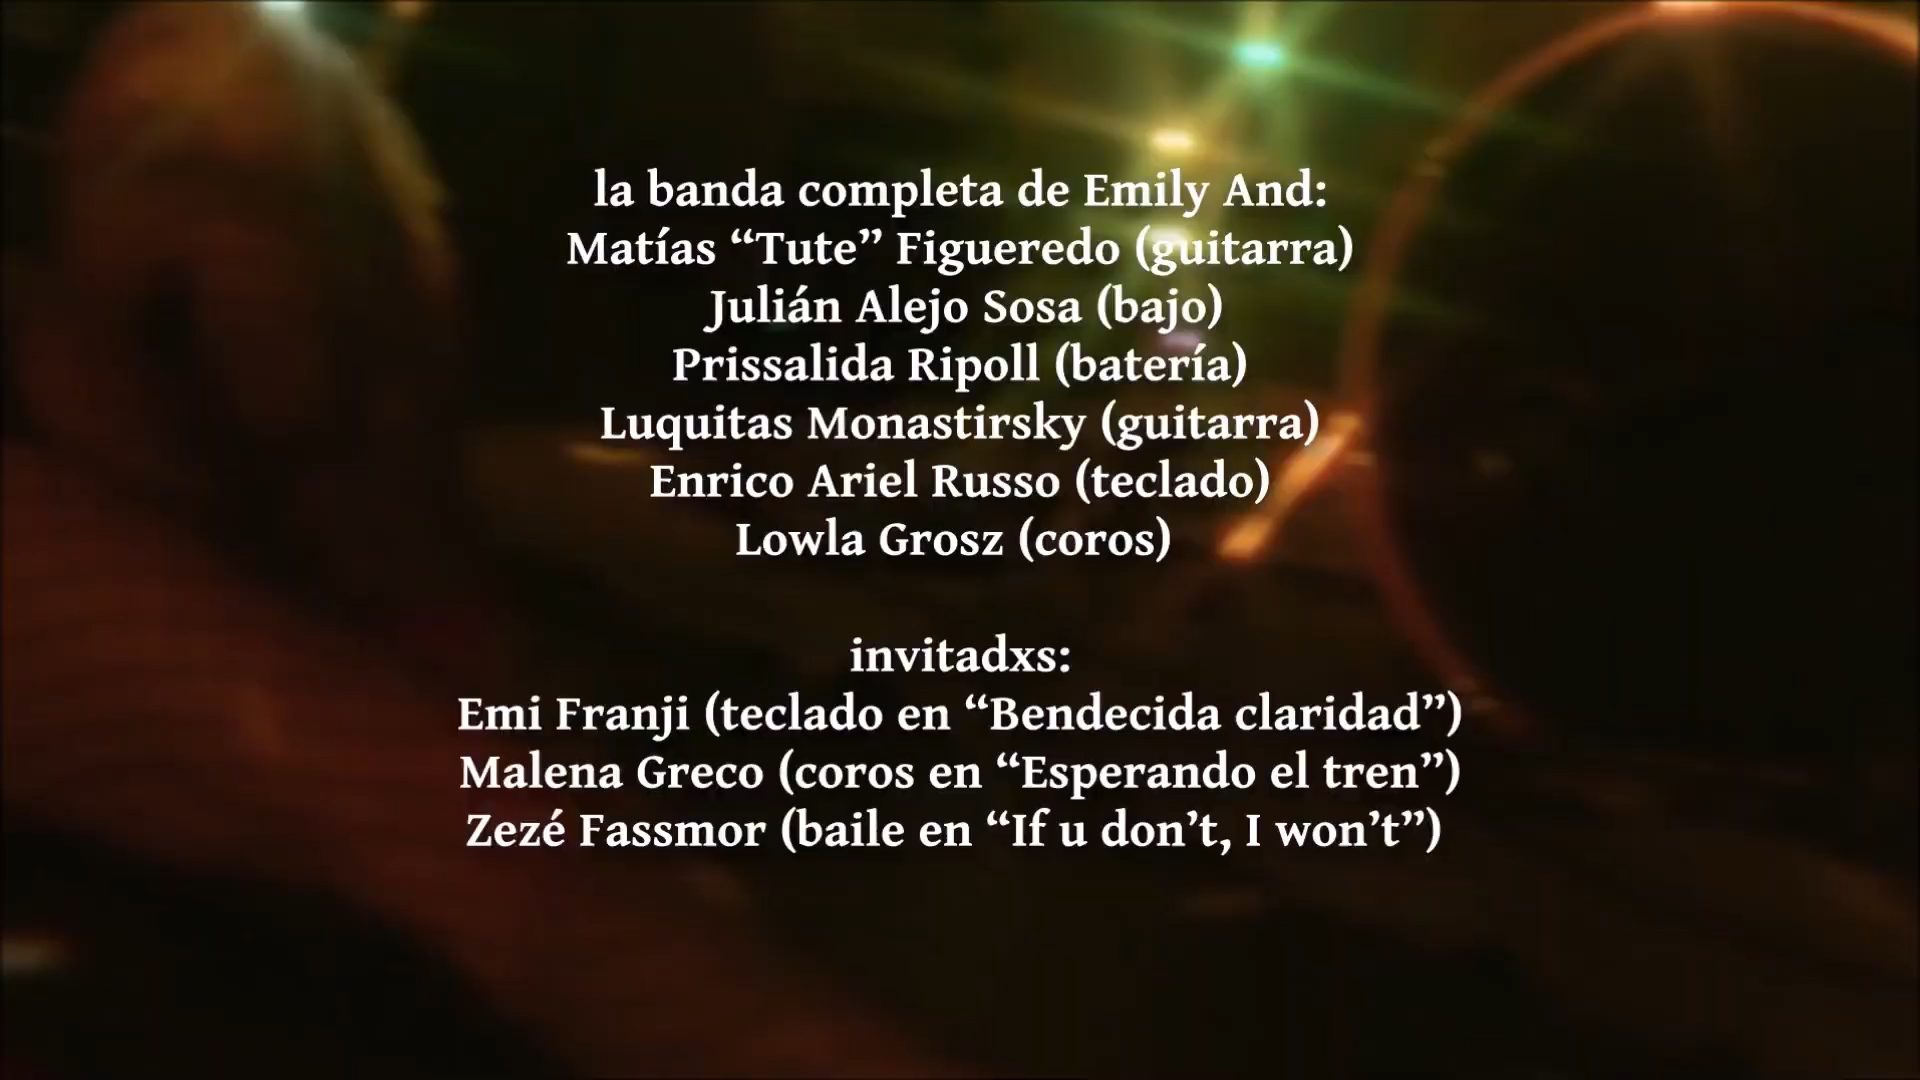 la banda completa de Emily And:
Matías “Tute” Figueredo (guitarra)
Julián Alejo Sosa (bajo)
Prissalida Ripoll (batería)
Luquitas Monastirsky (guitarra)
Enrico Ariel Russo (teclado)
Lowla Grosz (coros)
invitadxs:
Emi Franji (teclado en “Bendecida claridad”)
Malena Greco (coros en “Esperando el tren”)
Zezé Fassmor (baile en “If u don’t, I won’t”)